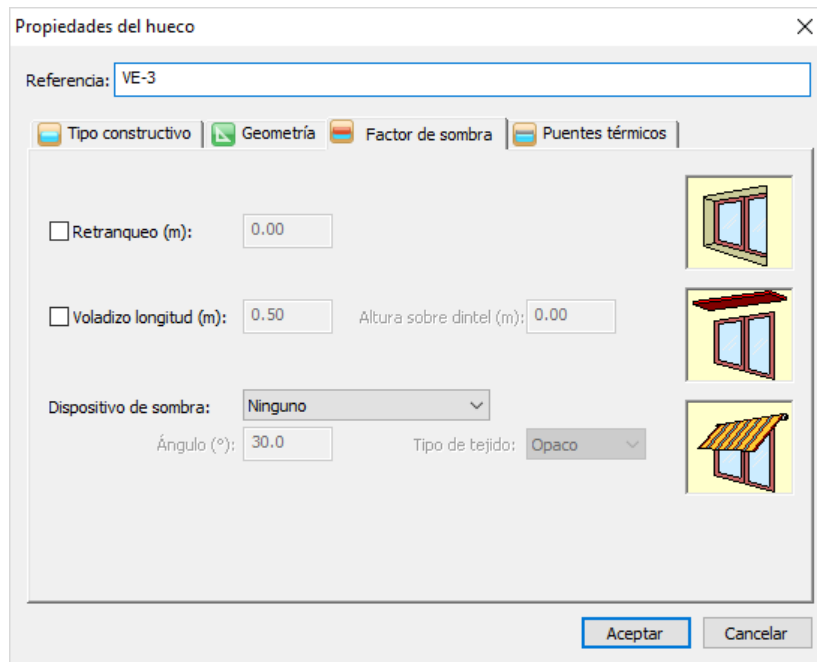 Propiedades del hueco
Referencia: VE-3
Tipo constructivo Geometría Factor de sombra Puentes térmicos
Retranqueo (m): 0.00
Voladizo longitud (m): 0.50 Altura sobre dintel (m): 0.00
Dispositivo de sombra: Ninguno
Ángulo (°): 30.0 Tipo de tejido: Opaco
Aceptar Cancelar